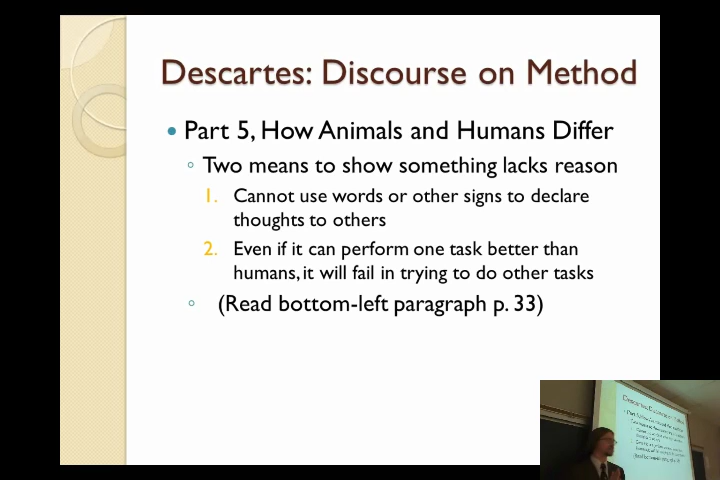 Descartes: Discourse on Method
• Part 5, How Animals and Humans Differ
◦ Two means to show something lacks reason
1. Cannot use words or other signs to declare
thoughts to others
2. Even if it can perform one task better than
humans, it will fail in trying to do other tasks
◦ (Read bottom-left paragraph p. 33)